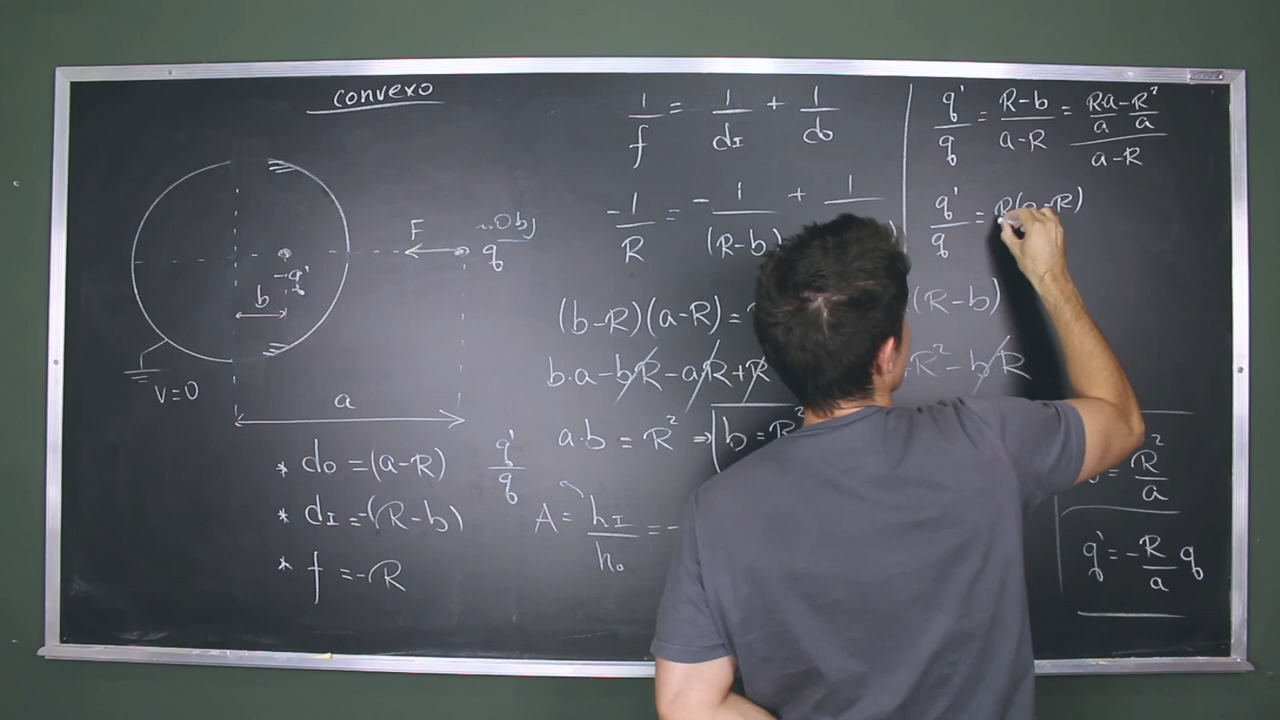 convexo
F
Obj
q
-q'
b
V=0
a
* do =(a-R)
* dI =-(R-b)
* f =-R
q'/q
1/f = 1/dI + 1/do
-1/R = -1/(R-b) + 1/
(b-R)(a-R)=
(R-b)
b.a-bR-aR+R
R² - bR
a.b = R² ⇒ b = R²
A= hI/ho =-
q'/q = (R-b)/(a-R) = (R.a/a - R²/a)/(a-R)
q'/q = R(a-R)
R²/a
q'= -R/a q